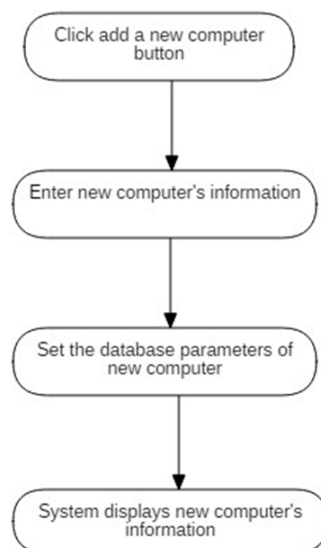 Click add a new computer
button
Enter new computer's information
Set the database parameters of
new computer
System displays new computer's
information